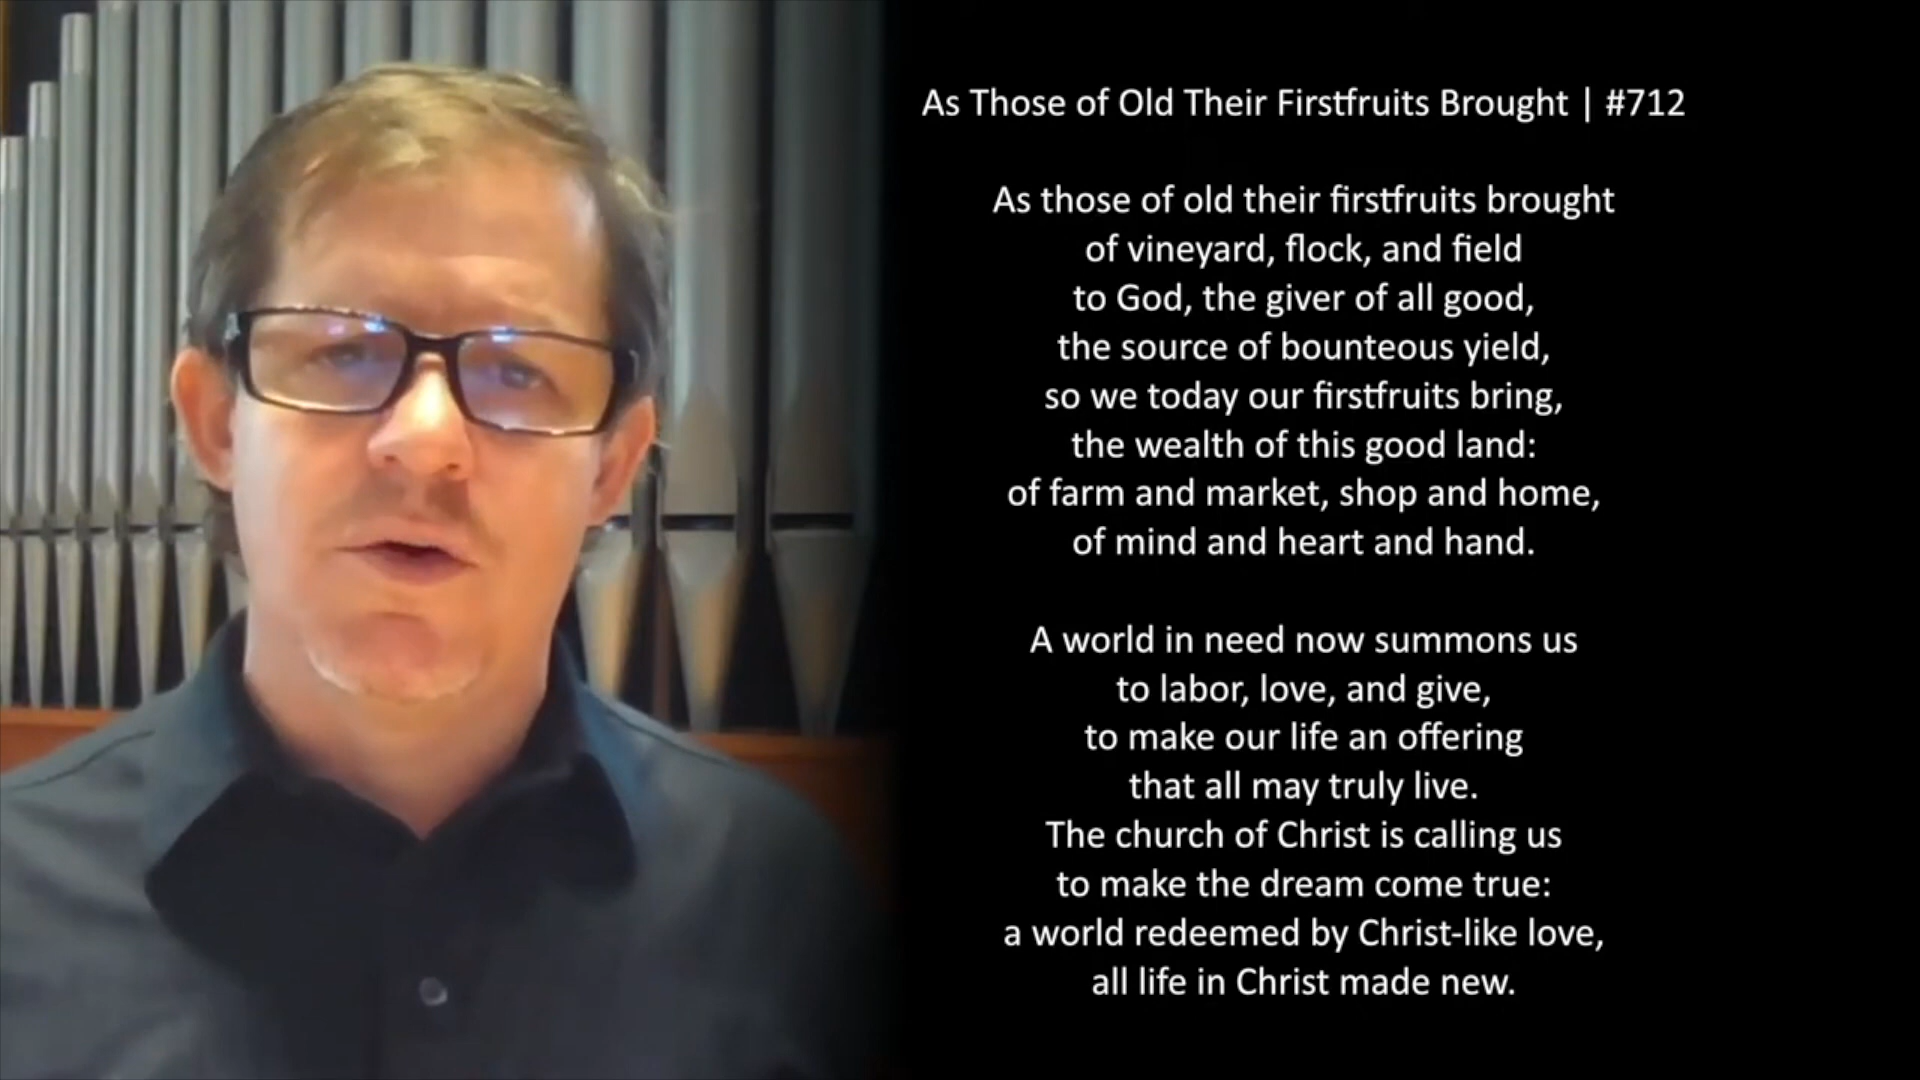 As Those of Old Their Firstfruits Brought | #712
As those of old their firstfruits brought
of vineyard, flock, and field
to God, the giver of all good,
the source of bounteous yield,
so we today our firstfruits bring,
the wealth of this good land:
of farm and market, shop and home,
of mind and heart and hand.
A world in need now summons us
to labor, love, and give,
to make our life an offering
that all may truly live.
The church of Christ is calling us
to make the dream come true:
a world redeemed by Christ-like love,
all life in Christ made new.